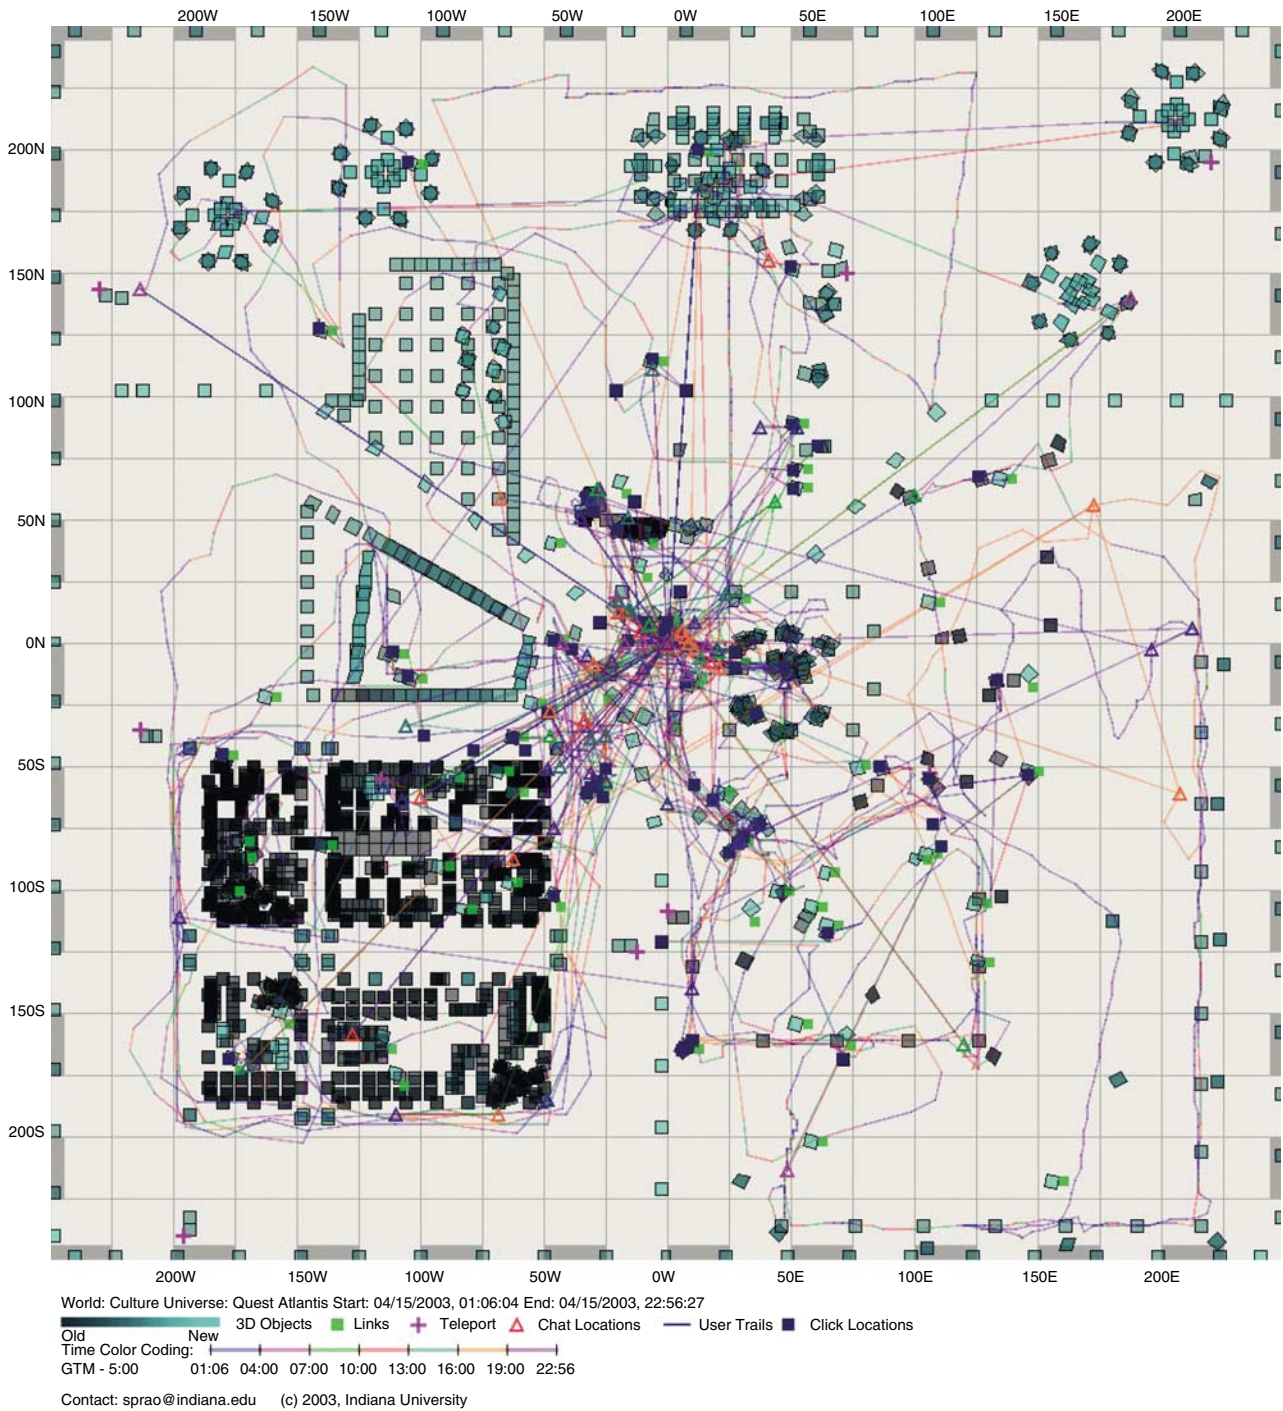 200W 150W 100W 50W 0W 50E 100E 150E 200E
200N
150N
100N
50N
0N
50S
100S
150S
200S
200W 150W 100W 50W 0W 50E 100E 150E 200E
World: Culture Universe: Quest Atlantis Start: 04/15/2003, 01:06:04 End: 04/15/2003, 22:56:27
3D Objects Links Teleport Chat Locations User Trails Click Locations
Old New
Time Color Coding:
GTM - 5:00 01:06 04:00 07:00 10:00 13:00 16:00 19:00 22:56
Contact: sprao@indiana.edu (c) 2003, Indiana University